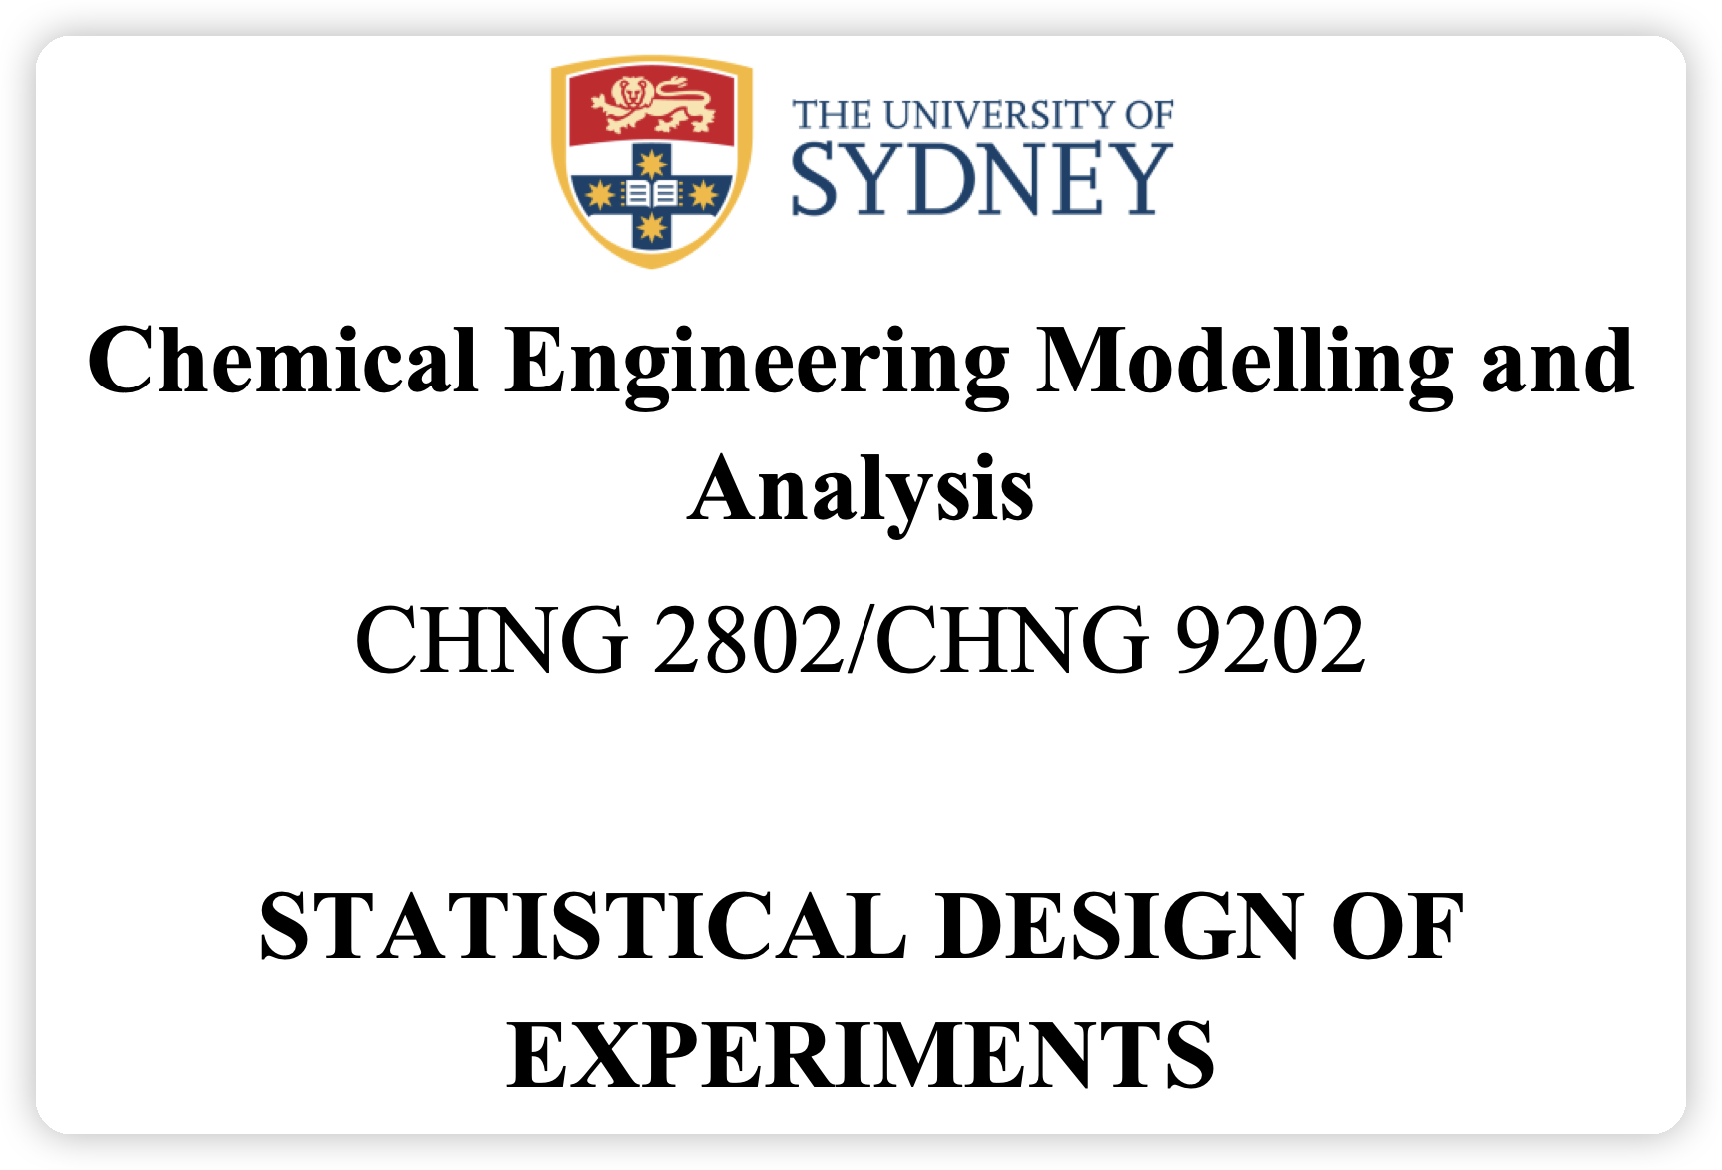 THE UNIVERSITY OF
SYDNEY
Chemical Engineering Modelling and
Analysis
CHNG 2802/CHNG 9202
STATISTICAL DESIGN OF
EXPERIMENTS